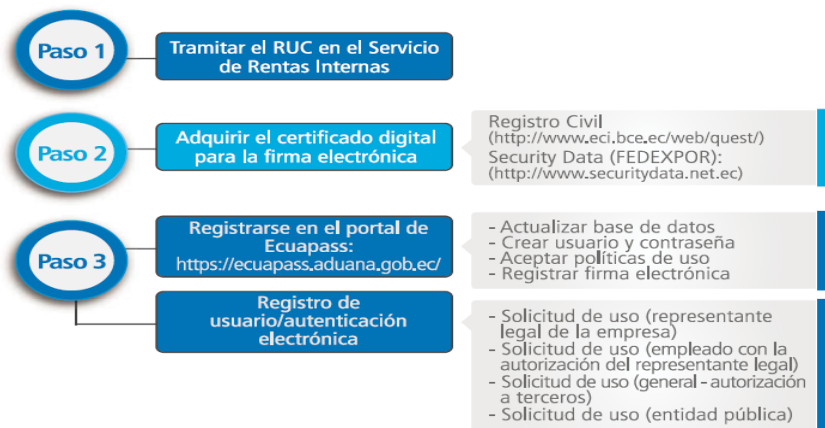 Paso 1
Tramitar el RUC en el Servicio
de Rentas Internas
Paso 2
Adquirir el certificado digital
para la firma electrónica
Registro Civil
(http://www.eci.bce.ec/web/quest/)
Security Data (FEDEXPOR):
(http://www.securitydata.net.ec)
Paso 3
Registrarse en el portal de
Ecuapass:
https://ecuapass.aduana.gob.ec/
- Actualizar base de datos
- Crear usuario y contraseña
- Aceptar políticas de uso
- Registrar firma electrónica
Registro de
usuario/autenticación
electrónica
- Solicitud de uso (representante
legal de la empresa)
- Solicitud de uso (empleado con la
autorización del representante legal)
- Solicitud de uso (general - autorización
a terceros)
- Solicitud de uso (entidad pública)